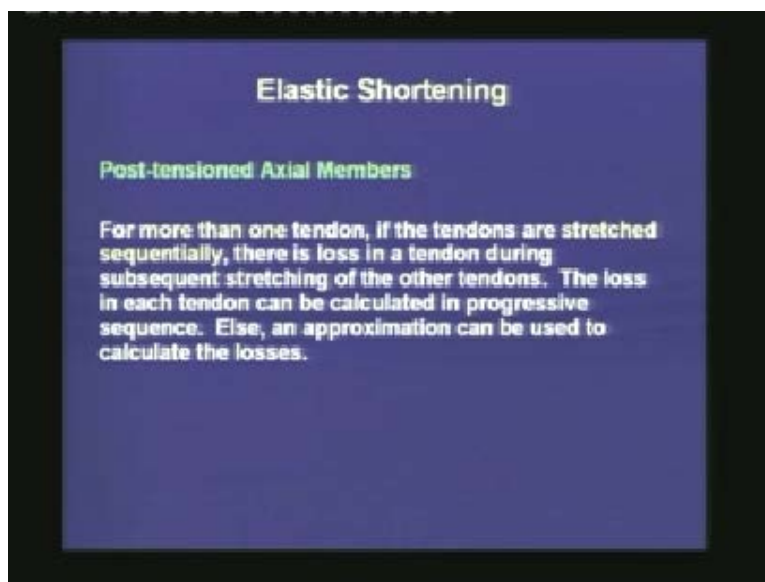 Elastic Shortening
Post-tensioned Axial Members
For more than one tendon, if the tendons are stretched
sequentially, there is loss in a tendon during
subsequent stretching of the other tendons. The loss
in each tendon can be calculated in progressive
sequence. Else, an approximation can be used to
calculate the losses.